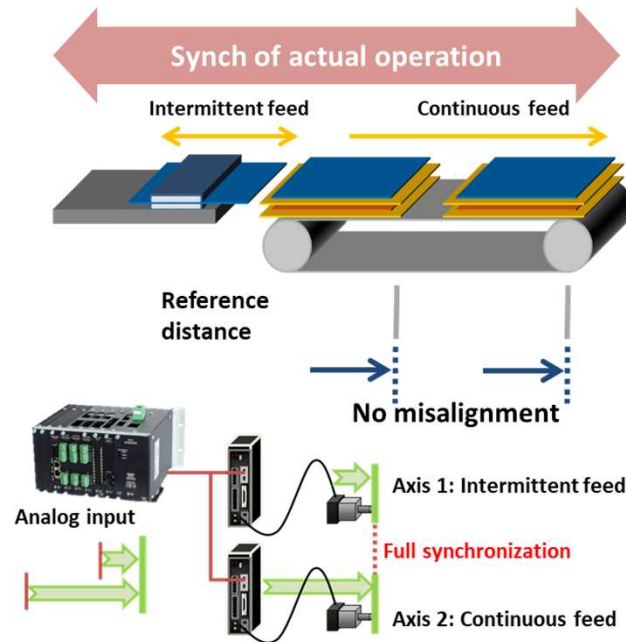 Synch of actual operation
Intermittent feed
Continuous feed
Reference
distance
No misalignment
Analog input
Axis 1: Intermittent feed
Full synchronization
Axis 2: Continuous feed